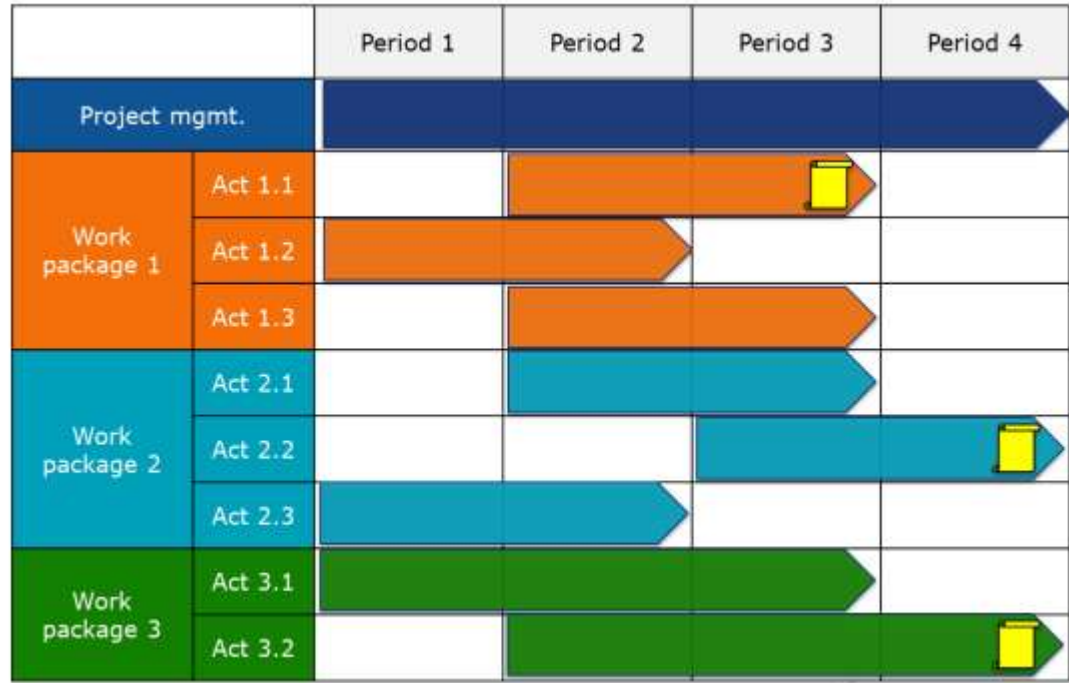 Period 1
Period 2
Period 3
Period 4
Project mgmt.
Work
package 1
Act 1.1
Act 1.2
Act 1.3
Work
package 2
Act 2.1
Act 2.2
Act 2.3
Work
package 3
Act 3.1
Act 3.2